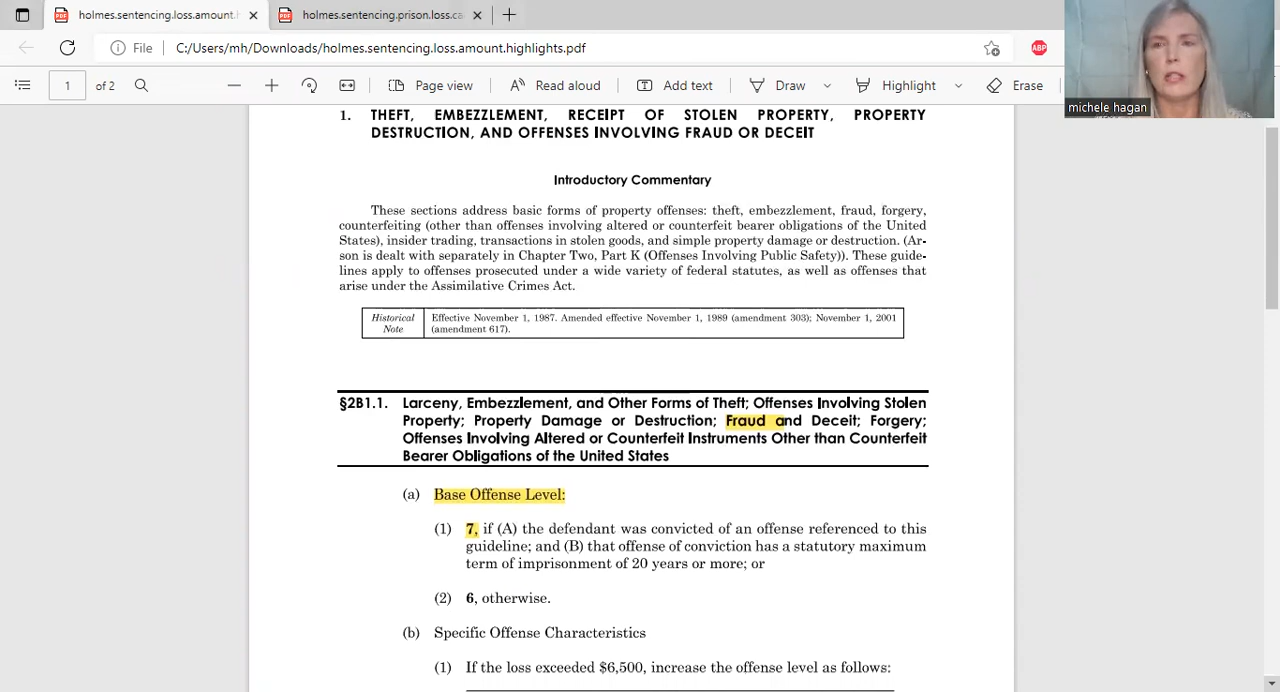 holmes.sentencing.loss.amount.h
holmes.sentencing.prison.loss.ca
File
C:/Users/mh/Downloads/holmes.sentencing.loss.amount.highlights.pdf
ABP
1 of 2
Page view
Read aloud
Add text
Draw
Highlight
Erase
michele hagan
1. THEFT, EMBEZZLEMENT, RECEIPT OF STOLEN PROPERTY, PROPERTY
DESTRUCTION, AND OFFENSES INVOLVING FRAUD OR DECEIT
Introductory Commentary
These sections address basic forms of property offenses: theft, embezzlement, fraud, forgery,
counterfeiting (other than offenses involving altered or counterfeit bearer obligations of the United
States), insider trading, transactions in stolen goods, and simple property damage or destruction. (Ar-
son is dealt with separately in Chapter Two, Part K (Offenses Involving Public Safety)). These guide-
lines apply to offenses prosecuted under a wide variety of federal statutes, as well as offenses that
arise under the Assimilative Crimes Act.
Historical Note
Effective November 1, 1987. Amended effective November 1, 1989 (amendment 303); November 1, 2001
(amendment 617).
§2B1.1. Larceny, Embezzlement, and Other Forms of Theft; Offenses Involving Stolen
Property; Property Damage or Destruction; Fraud and Deceit; Forgery;
Offenses Involving Altered or Counterfeit Instruments Other than Counterfeit
Bearer Obligations of the United States
(a) Base Offense Level:
(1) 7, if (A) the defendant was convicted of an offense referenced to this
guideline; and (B) that offense of conviction has a statutory maximum
term of imprisonment of 20 years or more; or
(2) 6, otherwise.
(b) Specific Offense Characteristics
(1) If the loss exceeded $6,500, increase the offense level as follows: